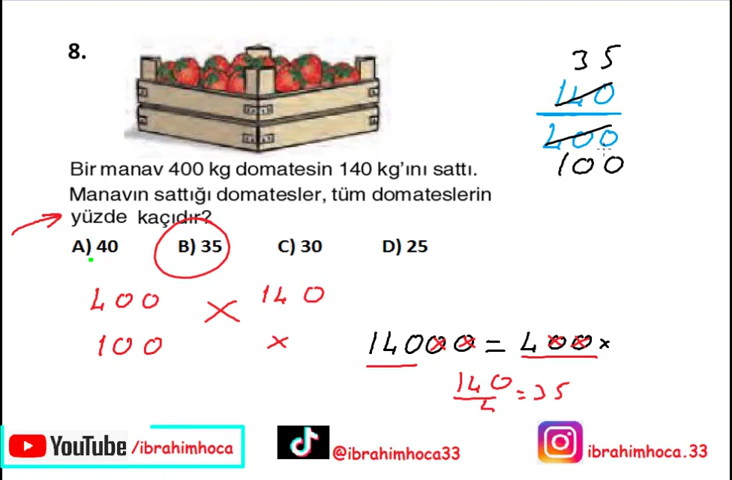 8.
35
140
400
100
Bir manav 400 kg domatesin 140 kg'ını sattı.
Manavın sattığı domatesler, tüm domateslerin
yüzde kaçıdır?
A) 40 B) 35 C) 30 D) 25
400 140
100 x
14000 = 400x
140/4 = 35
YouTube /ibrahimhoca @ibrahimhoca33 ibrahimhoca.33